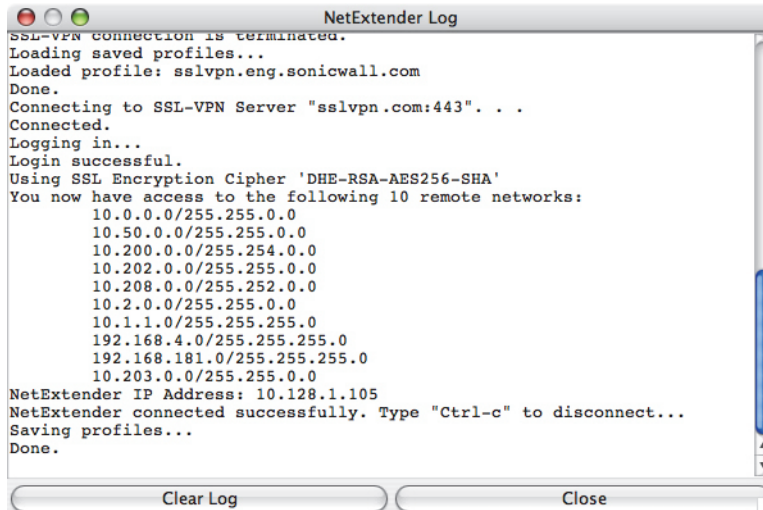 NetExtender Log
SSL-VPN connection is terminated.
Loading saved profiles...
Loaded profile: sslvpn.eng.sonicwall.com
Done.
Connecting to SSL-VPN Server "sslvpn.com:443". . .
Connected.
Logging in...
Login successful.
Using SSL Encryption Cipher 'DHE-RSA-AES256-SHA'
You now have access to the following 10 remote networks:
10.0.0.0/255.255.0.0
10.50.0.0/255.255.0.0
10.200.0.0/255.254.0.0
10.202.0.0/255.255.0.0
10.208.0.0/255.252.0.0
10.2.0.0/255.255.0.0
10.1.1.0/255.255.255.0
192.168.4.0/255.255.255.0
192.168.181.0/255.255.255.0
10.203.0.0/255.255.0.0
NetExtender IP Address: 10.128.1.105
NetExtender connected successfully. Type "Ctrl-c" to disconnect...
Saving profiles...
Done.
Clear Log
Close